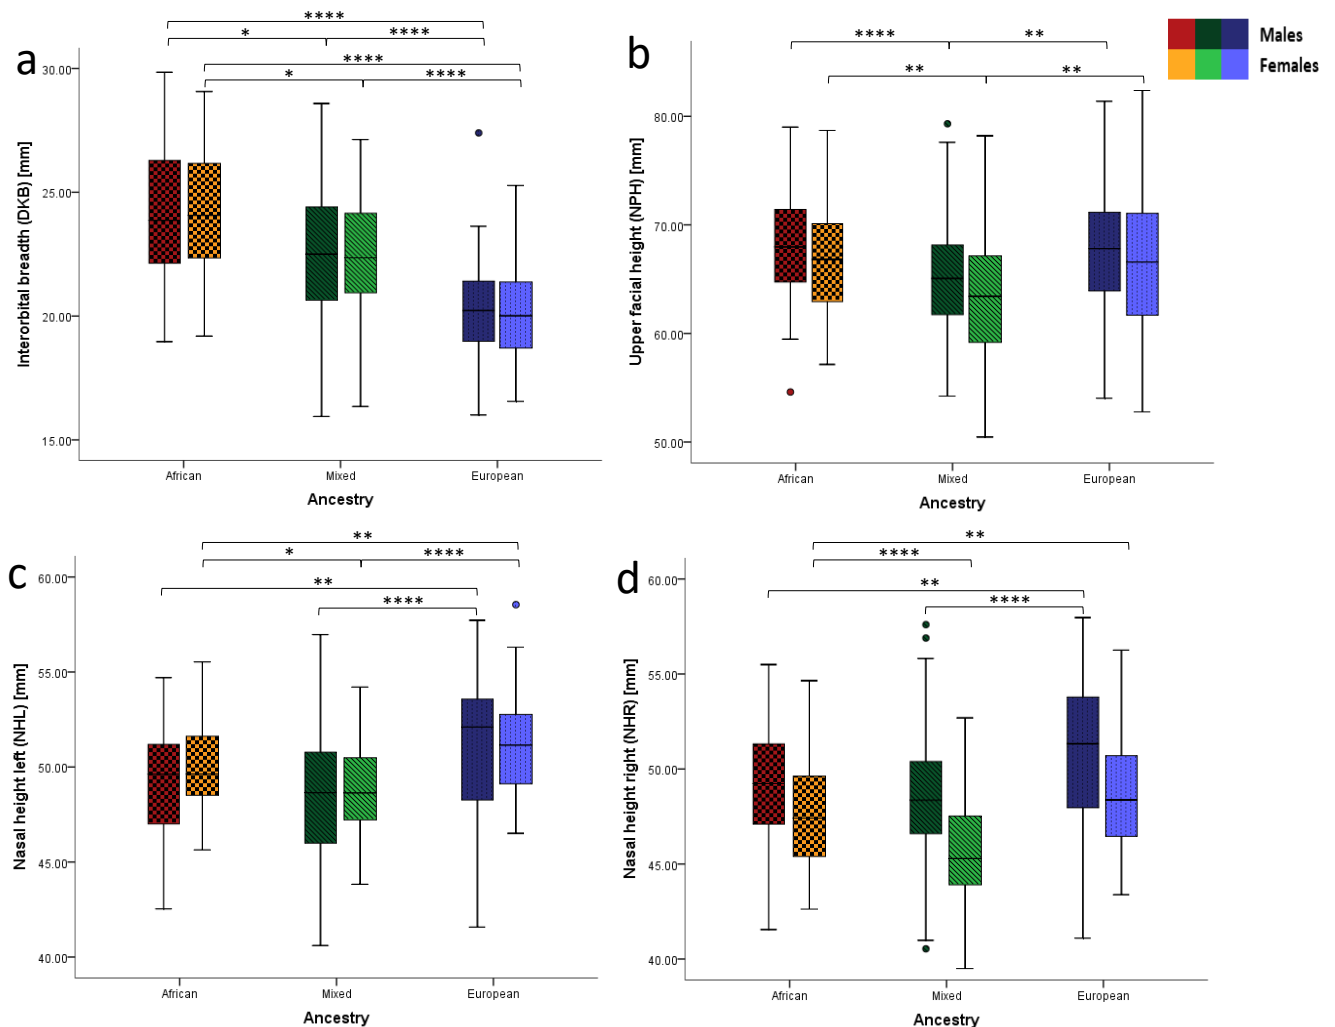 a
****
*
****
****
*
****
30.00
25.00
20.00
15.00
Interorbital breadth (DKB) [mm]
African
Mixed
European
Ancestry
b
****
**
**
**
80.00
70.00
60.00
50.00
Upper facial height (NPH) [mm]
African
Mixed
European
Ancestry
Males
Females
c
**
*
****
**
****
60.00
55.00
50.00
45.00
40.00
Nasal height left (NHL) [mm]
African
Mixed
European
Ancestry
d
**
****
**
****
60.00
55.00
50.00
45.00
40.00
Nasal height right (NHR) [mm]
African
Mixed
European
Ancestry